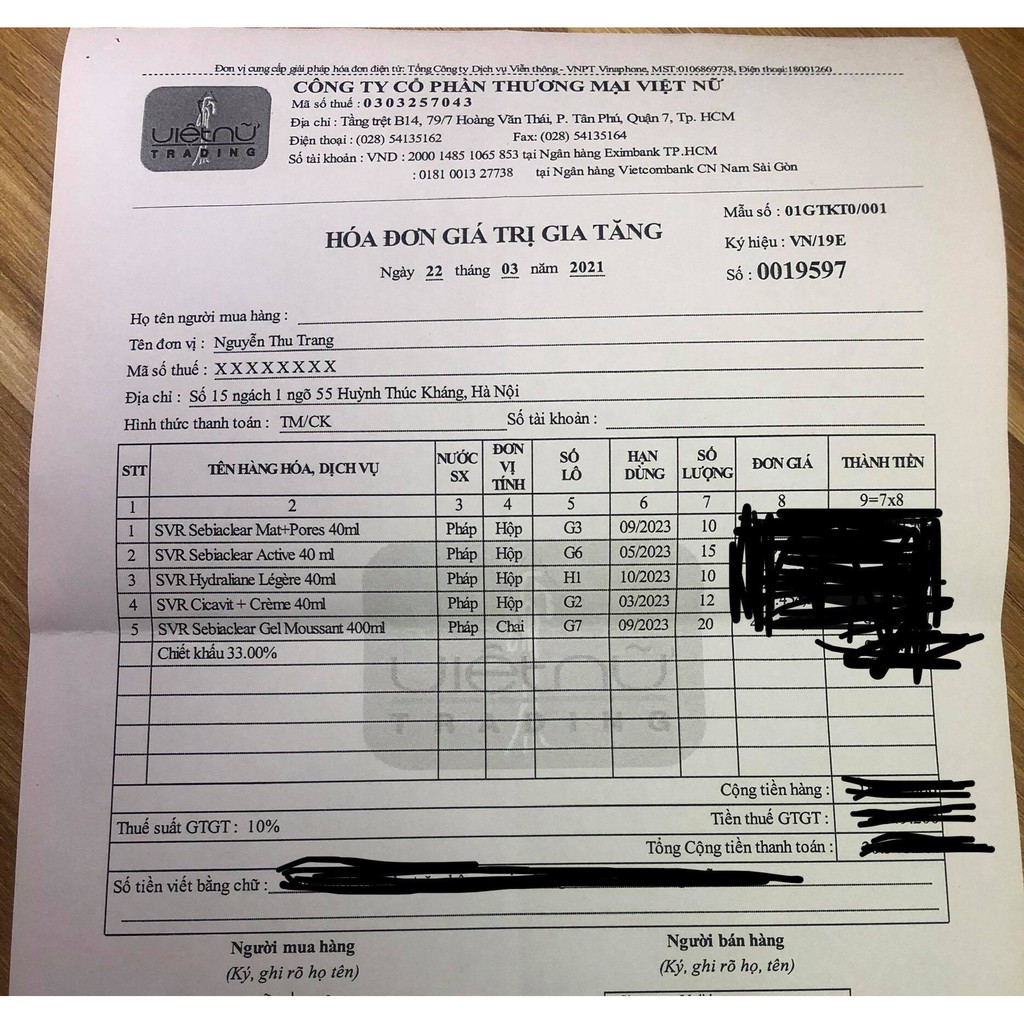 Đơn vị cung cấp giải pháp hóa đơn điện tử: Tổng Công ty Dịch vụ Viễn thông - VNPT Vinaphone, MST:0106869738, Điện thoại:18001260
CÔNG TY CỔ PHẦN THƯƠNG MẠI VIỆT NỮ
Mã số thuế : 0303257043
Địa chỉ : Tầng trệt B14, 79/7 Hoàng Văn Thái, P. Tân Phú, Quận 7, Tp. HCM
Điện thoại : (028) 54135162 Fax: (028) 54135164
Số tài khoản : VND : 2000 1485 1065 853 tại Ngân hàng Eximbank TP.HCM
: 0181 0013 27738 tại Ngân hàng Vietcombank CN Nam Sài Gòn
việt nữ
TRADING
Mẫu số : 01GTKT0/001
HÓA ĐƠN GIÁ TRỊ GIA TĂNG
Ký hiệu : VN/19E
Ngày 22 tháng 03 năm 2021
Số : 0019597
Họ tên người mua hàng :
Tên đơn vị : Nguyễn Thu Trang
Mã số thuế : XXXXXXXX
Địa chỉ : Số 15 ngách 1 ngõ 55 Huỳnh Thúc Kháng, Hà Nội
Hình thức thanh toán : TM/CK Số tài khoản :
STT TÊN HÀNG HÓA, DỊCH VỤ NƯỚC SX ĐƠN VỊ TÍNH SỐ LÔ HẠN DÙNG SỐ LƯỢNG ĐƠN GIÁ THÀNH TIỀN
1 2 3 4 5 6 7 8 9=7x8
1 SVR Sebiaclear Mat+Pores 40ml Pháp Hộp G3 09/2023 10
2 SVR Sebiaclear Active 40 ml Pháp Hộp G6 05/2023 15
3 SVR Hydraliane Légère 40ml Pháp Hộp H1 10/2023 10
4 SVR Cicavit + Crème 40ml Pháp Hộp G2 03/2023 12
5 SVR Sebiaclear Gel Moussant 400ml Pháp Chai G7 09/2023 20
Chiết khấu 33.00%
việt nữ
TRADING
Cộng tiền hàng :
Thuế suất GTGT : 10% Tiền thuế GTGT :
Tổng Cộng tiền thanh toán :
Số tiền viết bằng chữ :
Người mua hàng Người bán hàng
(Ký, ghi rõ họ tên) (Ký, ghi rõ họ, tên)